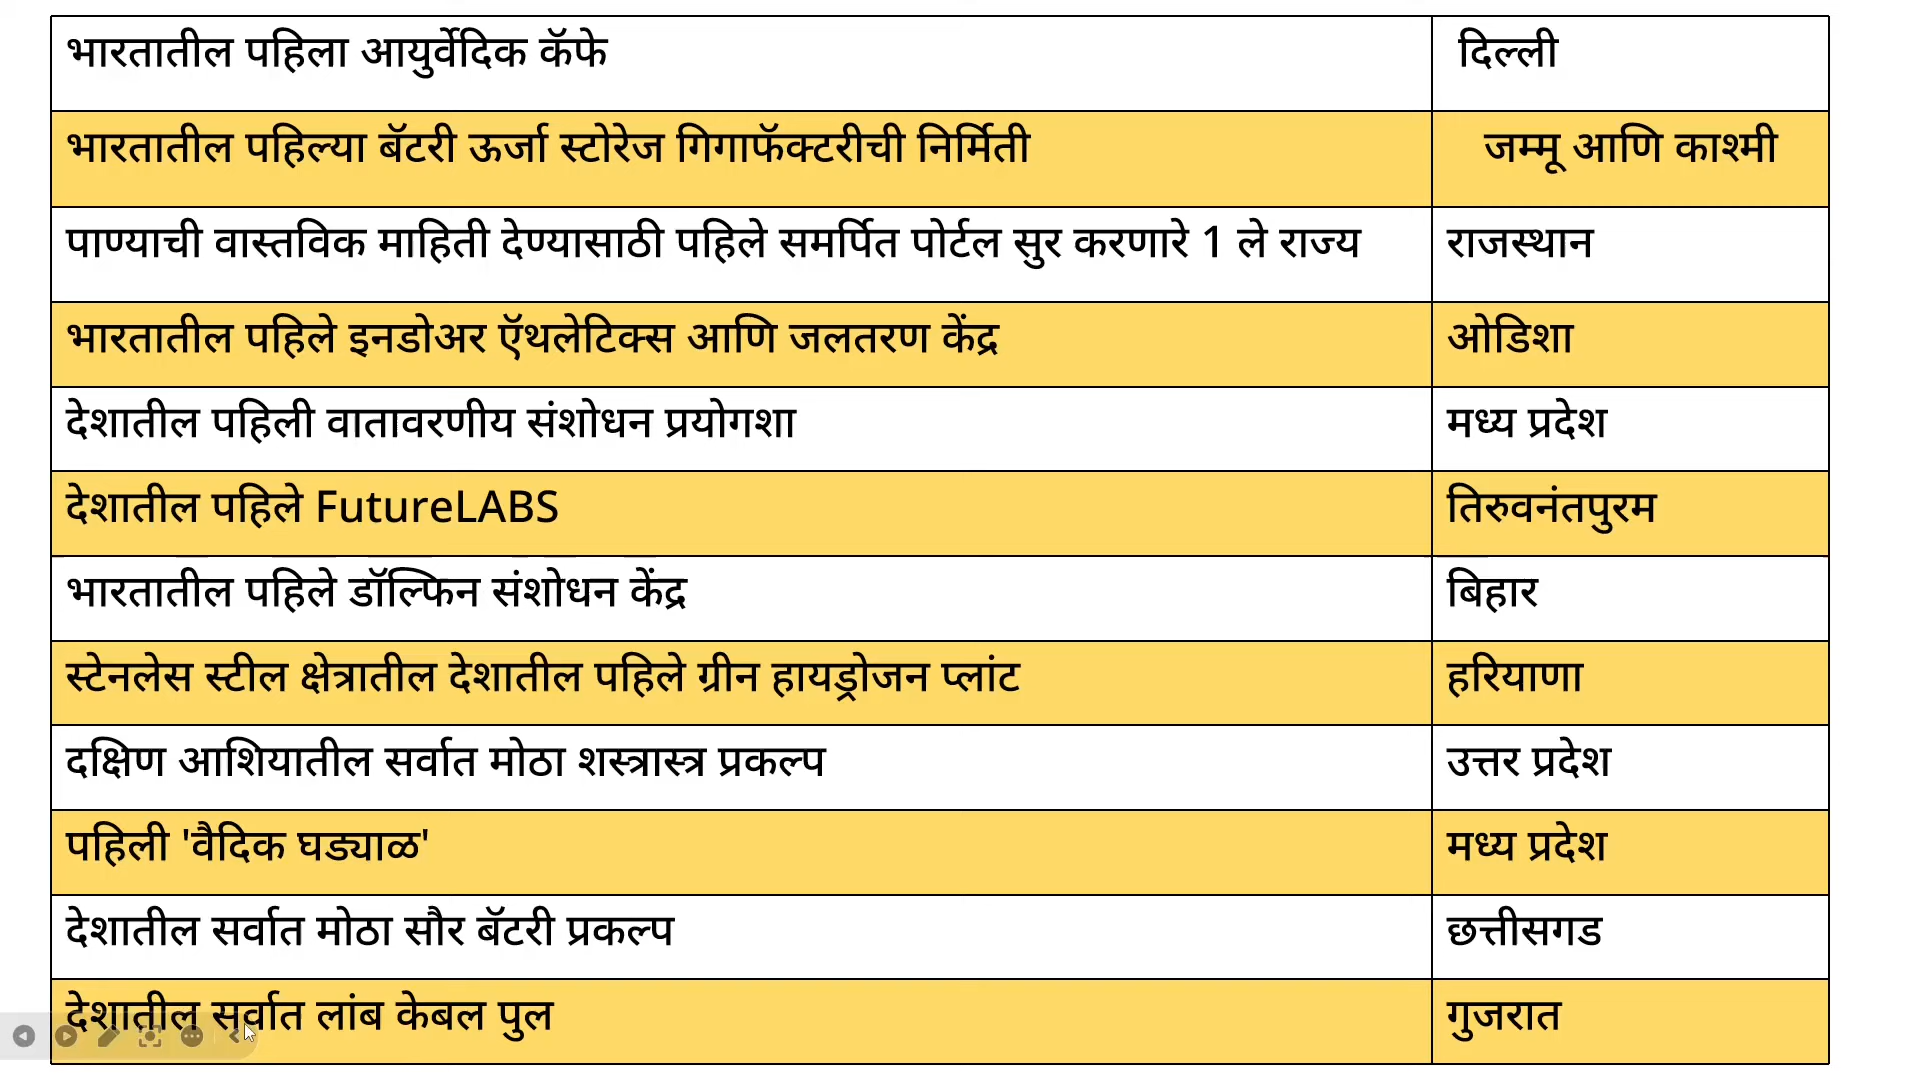 भारतातील पहिला आयुर्वेदिक कॅफे
दिल्ली
भारतातील पहिल्या बॅटरी ऊर्जा स्टोरेज गिगाफॅक्टरीची निर्मिती
जम्मू आणि काश्मी
पाण्याची वास्तविक माहिती देण्यासाठी पहिले समर्पित पोर्टल सुर करणारे 1 ले राज्य
राजस्थान
भारतातील पहिले इनडोअर ऍथलेटिक्स आणि जलतरण केंद्र
ओडिशा
देशातील पहिली वातावरणीय संशोधन प्रयोगशा
मध्य प्रदेश
देशातील पहिले FutureLABS
तिरुवनंतपुरम
भारतातील पहिले डॉल्फिन संशोधन केंद्र
बिहार
स्टेनलेस स्टील क्षेत्रातील देशातील पहिले ग्रीन हायड्रोजन प्लांट
हरियाणा
दक्षिण आशियातील सर्वात मोठा शस्त्रास्त्र प्रकल्प
उत्तर प्रदेश
पहिली 'वैदिक घड्याळ'
मध्य प्रदेश
देशातील सर्वात मोठा सौर बॅटरी प्रकल्प
छत्तीसगड
देशातील सर्वात लांब केबल पुल
गुजरात